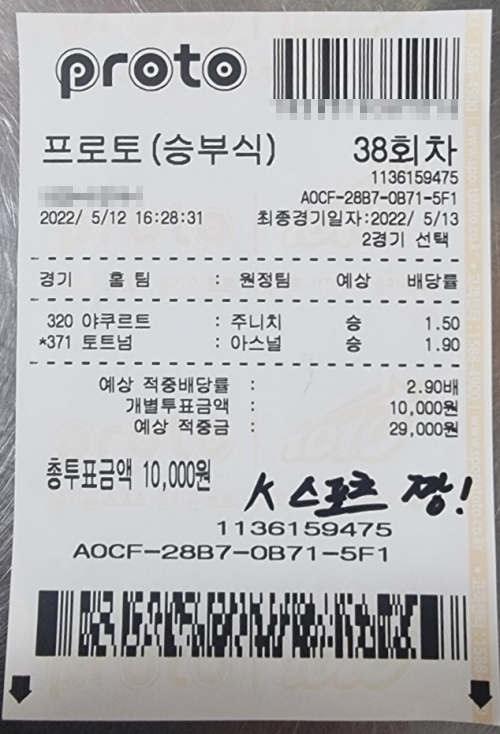 proto
프로토 (승부식) 38회차
1136159475
A0CF-28B7-0B71-5F1
2022/ 5/12 16:28:31 최종경기일자:2022/ 5/13
2경기 선택
경기 홈 팀 : 원정팀 예상 배당률
320 야쿠르트 : 주니치 승 1.50
*371 토트넘 : 아스널 승 1.90
예상 적중배당률 : 2.90배
개별투표금액 : 10,000원
예상 적중금 : 29,000원
총투표금액 10,000원
K 스포츠 짱!
1136159475
A0CF-28B7-0B71-5F1